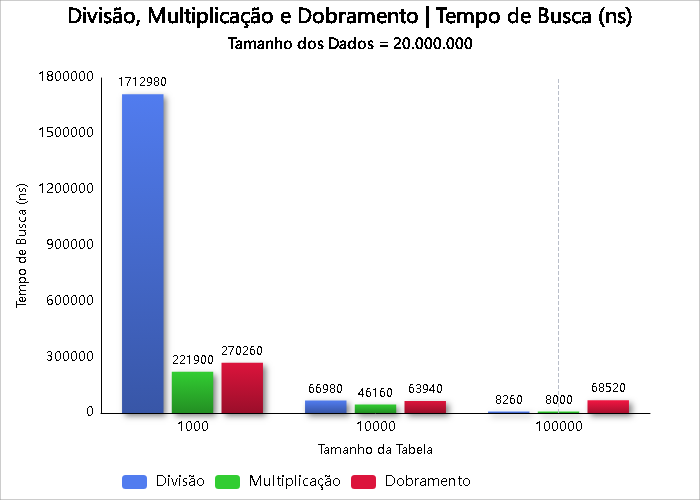 Divisão, Multiplicação e Dobramento | Tempo de Busca (ns)
Tamanho dos Dados = 20.000.000
Tempo de Busca (ns)
1800000
1500000
1200000
900000
600000
300000
0
1712980
221900
270260
66980
46160
63940
8260
8000
68520
1000
10000
100000
Tamanho da Tabela
Divisão
Multiplicação
Dobramento